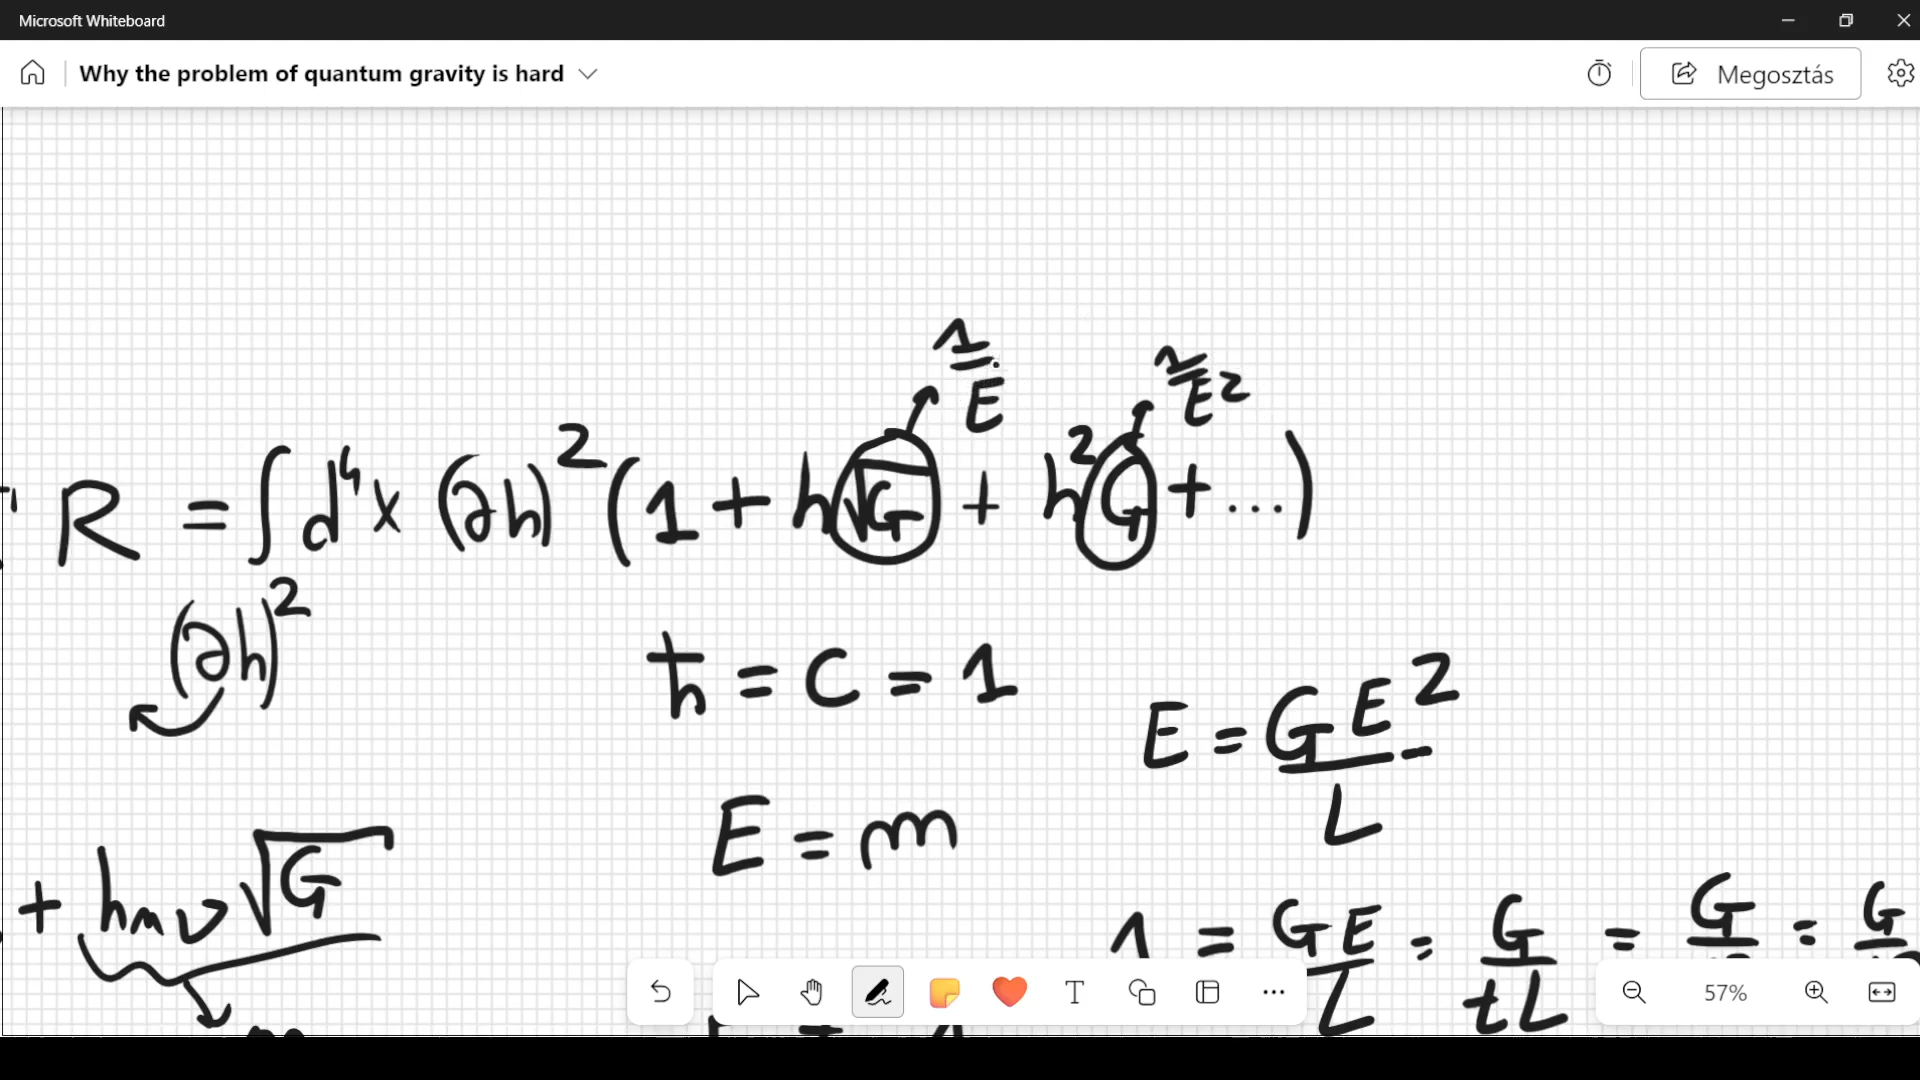 Microsoft Whiteboard
Why the problem of quantum gravity is hard
Megosztás
1/E
1/E²
R = ∫ d⁴x (∂h)² (1 + h√G + h²G + ...)
(∂h)²
ħ = c = 1
E = GE²/L
E = m
+ hμν√G
1 = GE/L = G/tL = G = G
T
57%